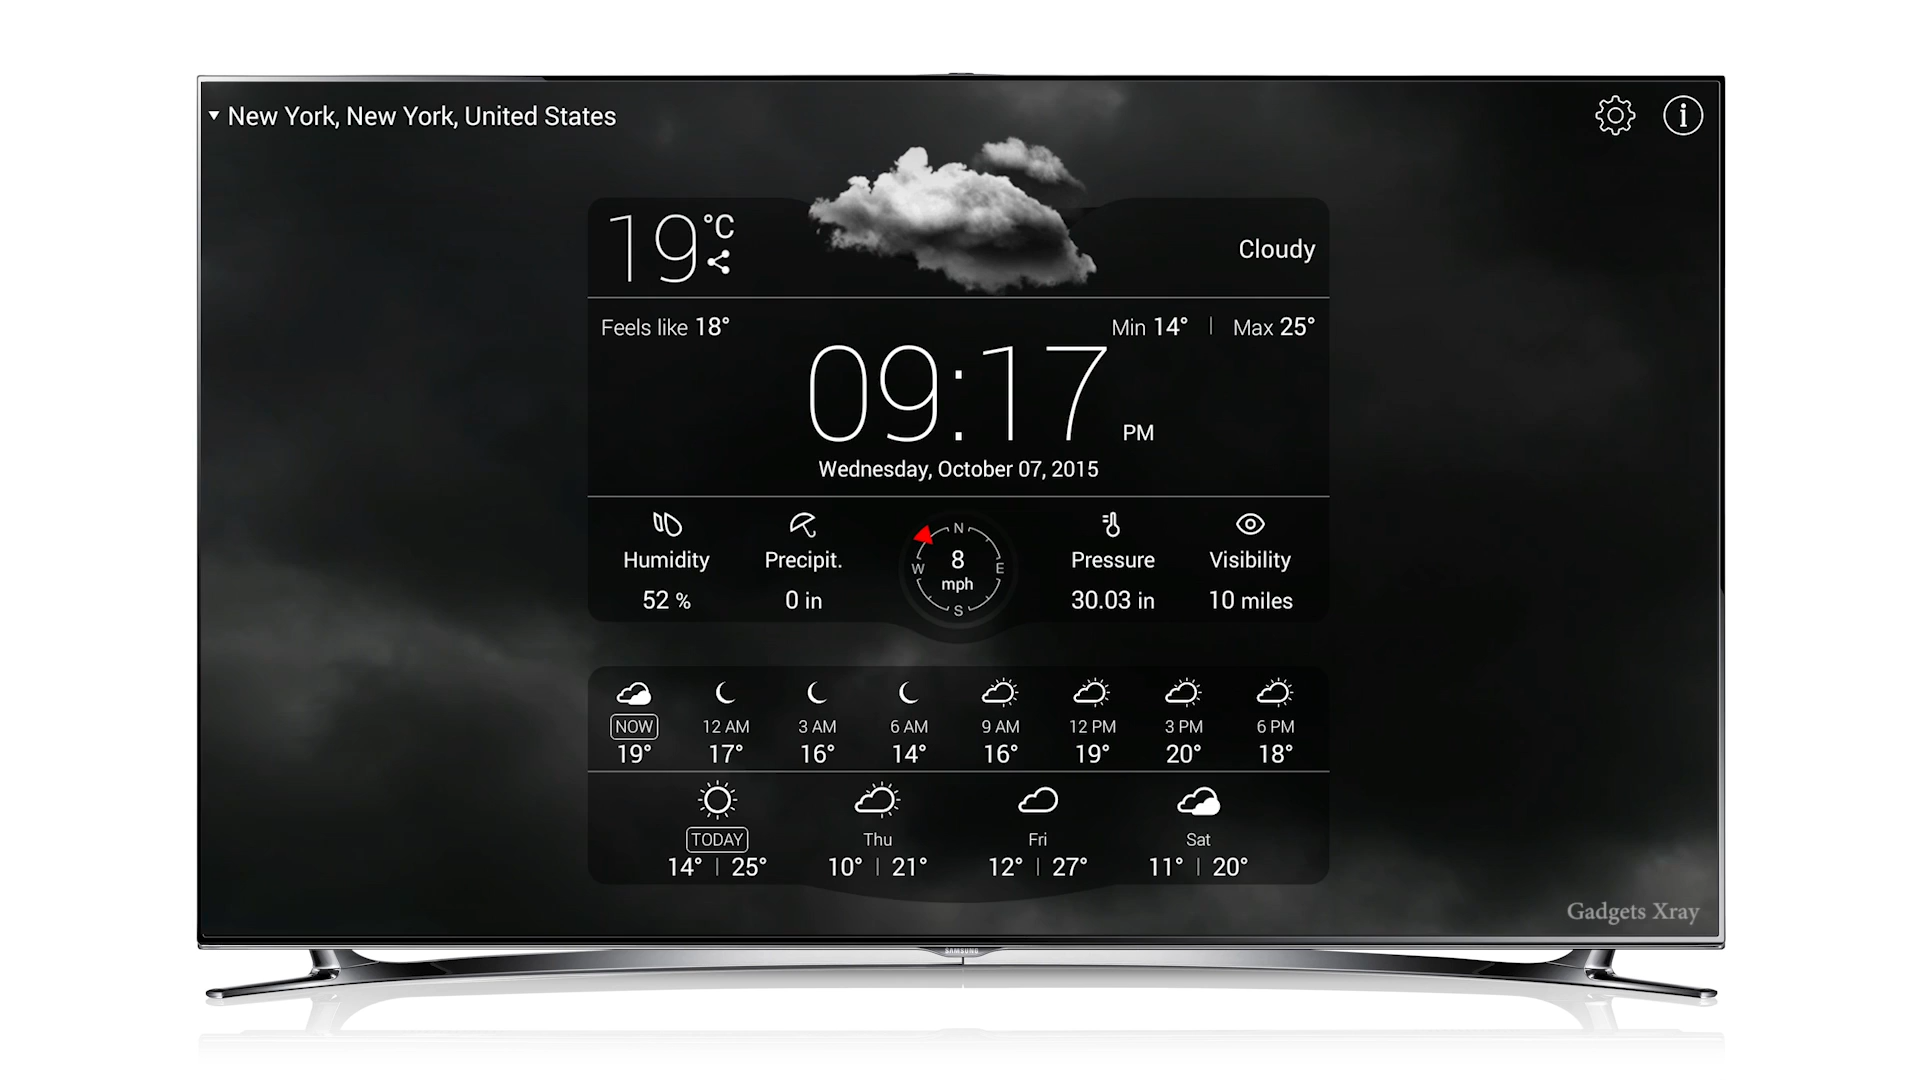 New York, New York, United States
19°C
Cloudy
Feels like 18°
Min 14° | Max 25°
09:17 PM
Wednesday, October 07, 2015
Humidity
52 %
Precipit.
0 in
N
W 8 E
mph
S
Pressure
30.03 in
Visibility
10 miles
NOW 12 AM 3 AM 6 AM 9 AM 12 PM 3 PM 6 PM
19° 17° 16° 14° 16° 19° 20° 18°
TODAY Thu Fri Sat
14° | 25° 10° | 21° 12° | 27° 11° | 20°
Gadgets Xray
SAMSUNG